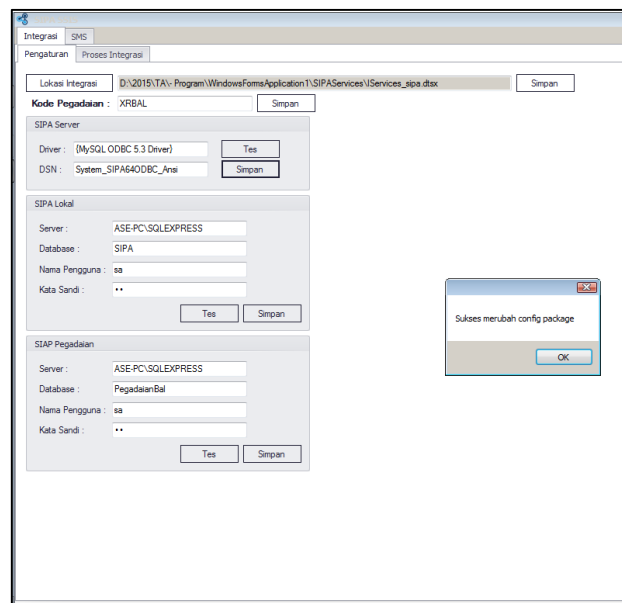 Integrasi SMS
Pengaturan Proses Integrasi
Lokasi Integrasi D:\2015\TA\- Program\WindowsFormsApplication1\SIPAServices\IServices_sipa.dtsx Simpan
Kode Pegadaian : XRBAL Simpan
SIPA Server
Driver : {MySQL ODBC 5.3 Driver} Tes
DSN : System_SIPA64ODBC_Ansi Simpan
SIPA Lokal
Server : ASE-PC\SQLEXPRESS
Database : SIPA
Nama Pengguna : sa
Kata Sandi : ••
Tes Simpan
Sukses merubah config package
OK
SIAP Pegadaian
Server : ASE-PC\SQLEXPRESS
Database : PegadaianBal
Nama Pengguna : sa
Kata Sandi : ••
Tes Simpan